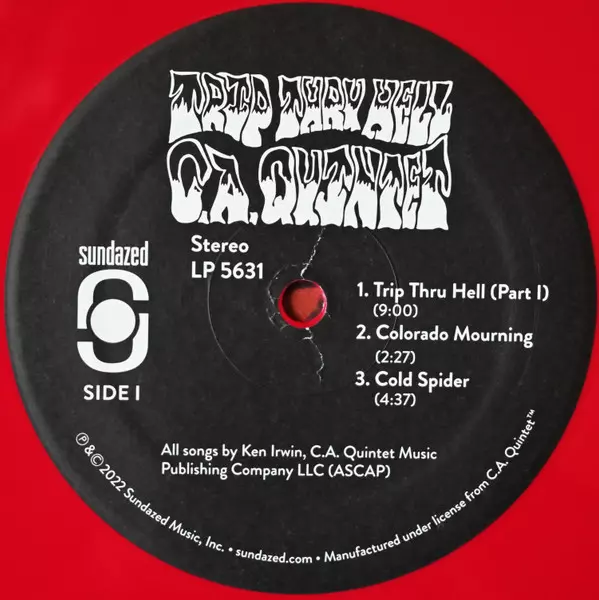 TRIP THRU HELL
C.A. QUINTET
sundazed
Stereo
LP 5631
SIDE I
1. Trip Thru Hell (Part I)
(9:00)
2. Colorado Mourning
(2:27)
3. Cold Spider
(4:37)
All songs by Ken Irwin, C.A. Quintet Music
Publishing Company LLC (ASCAP)
℗ & © 2022 Sundazed Music, Inc. • sundazed.com • Manufactured under license from C.A. Quintet™